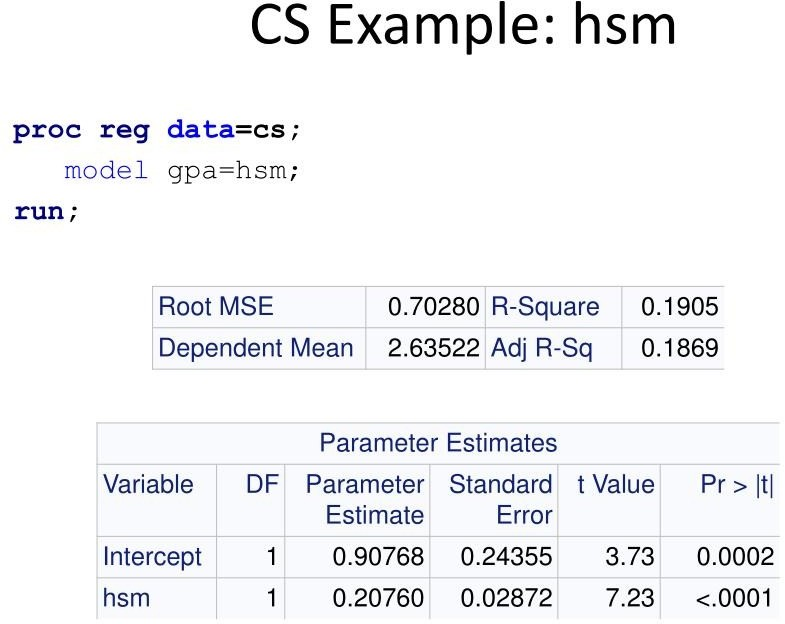 CS Example: hsm
proc reg data=cs;
model gpa=hsm;
run;
Root MSE 0.70280 R-Square 0.1905
Dependent Mean 2.63522 Adj R-Sq 0.1869
Parameter Estimates
Variable DF Parameter Estimate Standard Error t Value Pr > |t|
Intercept 1 0.90768 0.24355 3.73 0.0002
hsm 1 0.20760 0.02872 7.23 <.0001